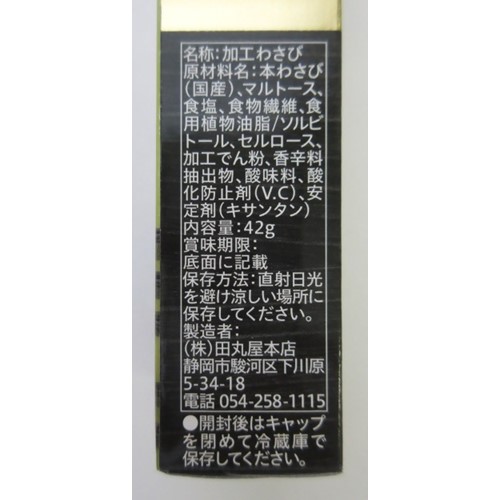 名称:加工わさび
原材料名:本わさび
(国産)、マルトース、
食塩、食物繊維、食
用植物油脂/ソルビ
トール、セルロース、
加工でん粉、香辛料
抽出物、酸味料、酸
化防止剤(V.C)、安
定剤(キサンタン)
内容量:42g
賞味期限:
底面に記載
保存方法:直射日光
を避け涼しい場所に
保存してください。
製造者:
(株)田丸屋本店
静岡市駿河区下川原
5-34-18
電話 054-258-1115
●開封後はキャップ
を閉めて冷蔵庫で
保存してください。